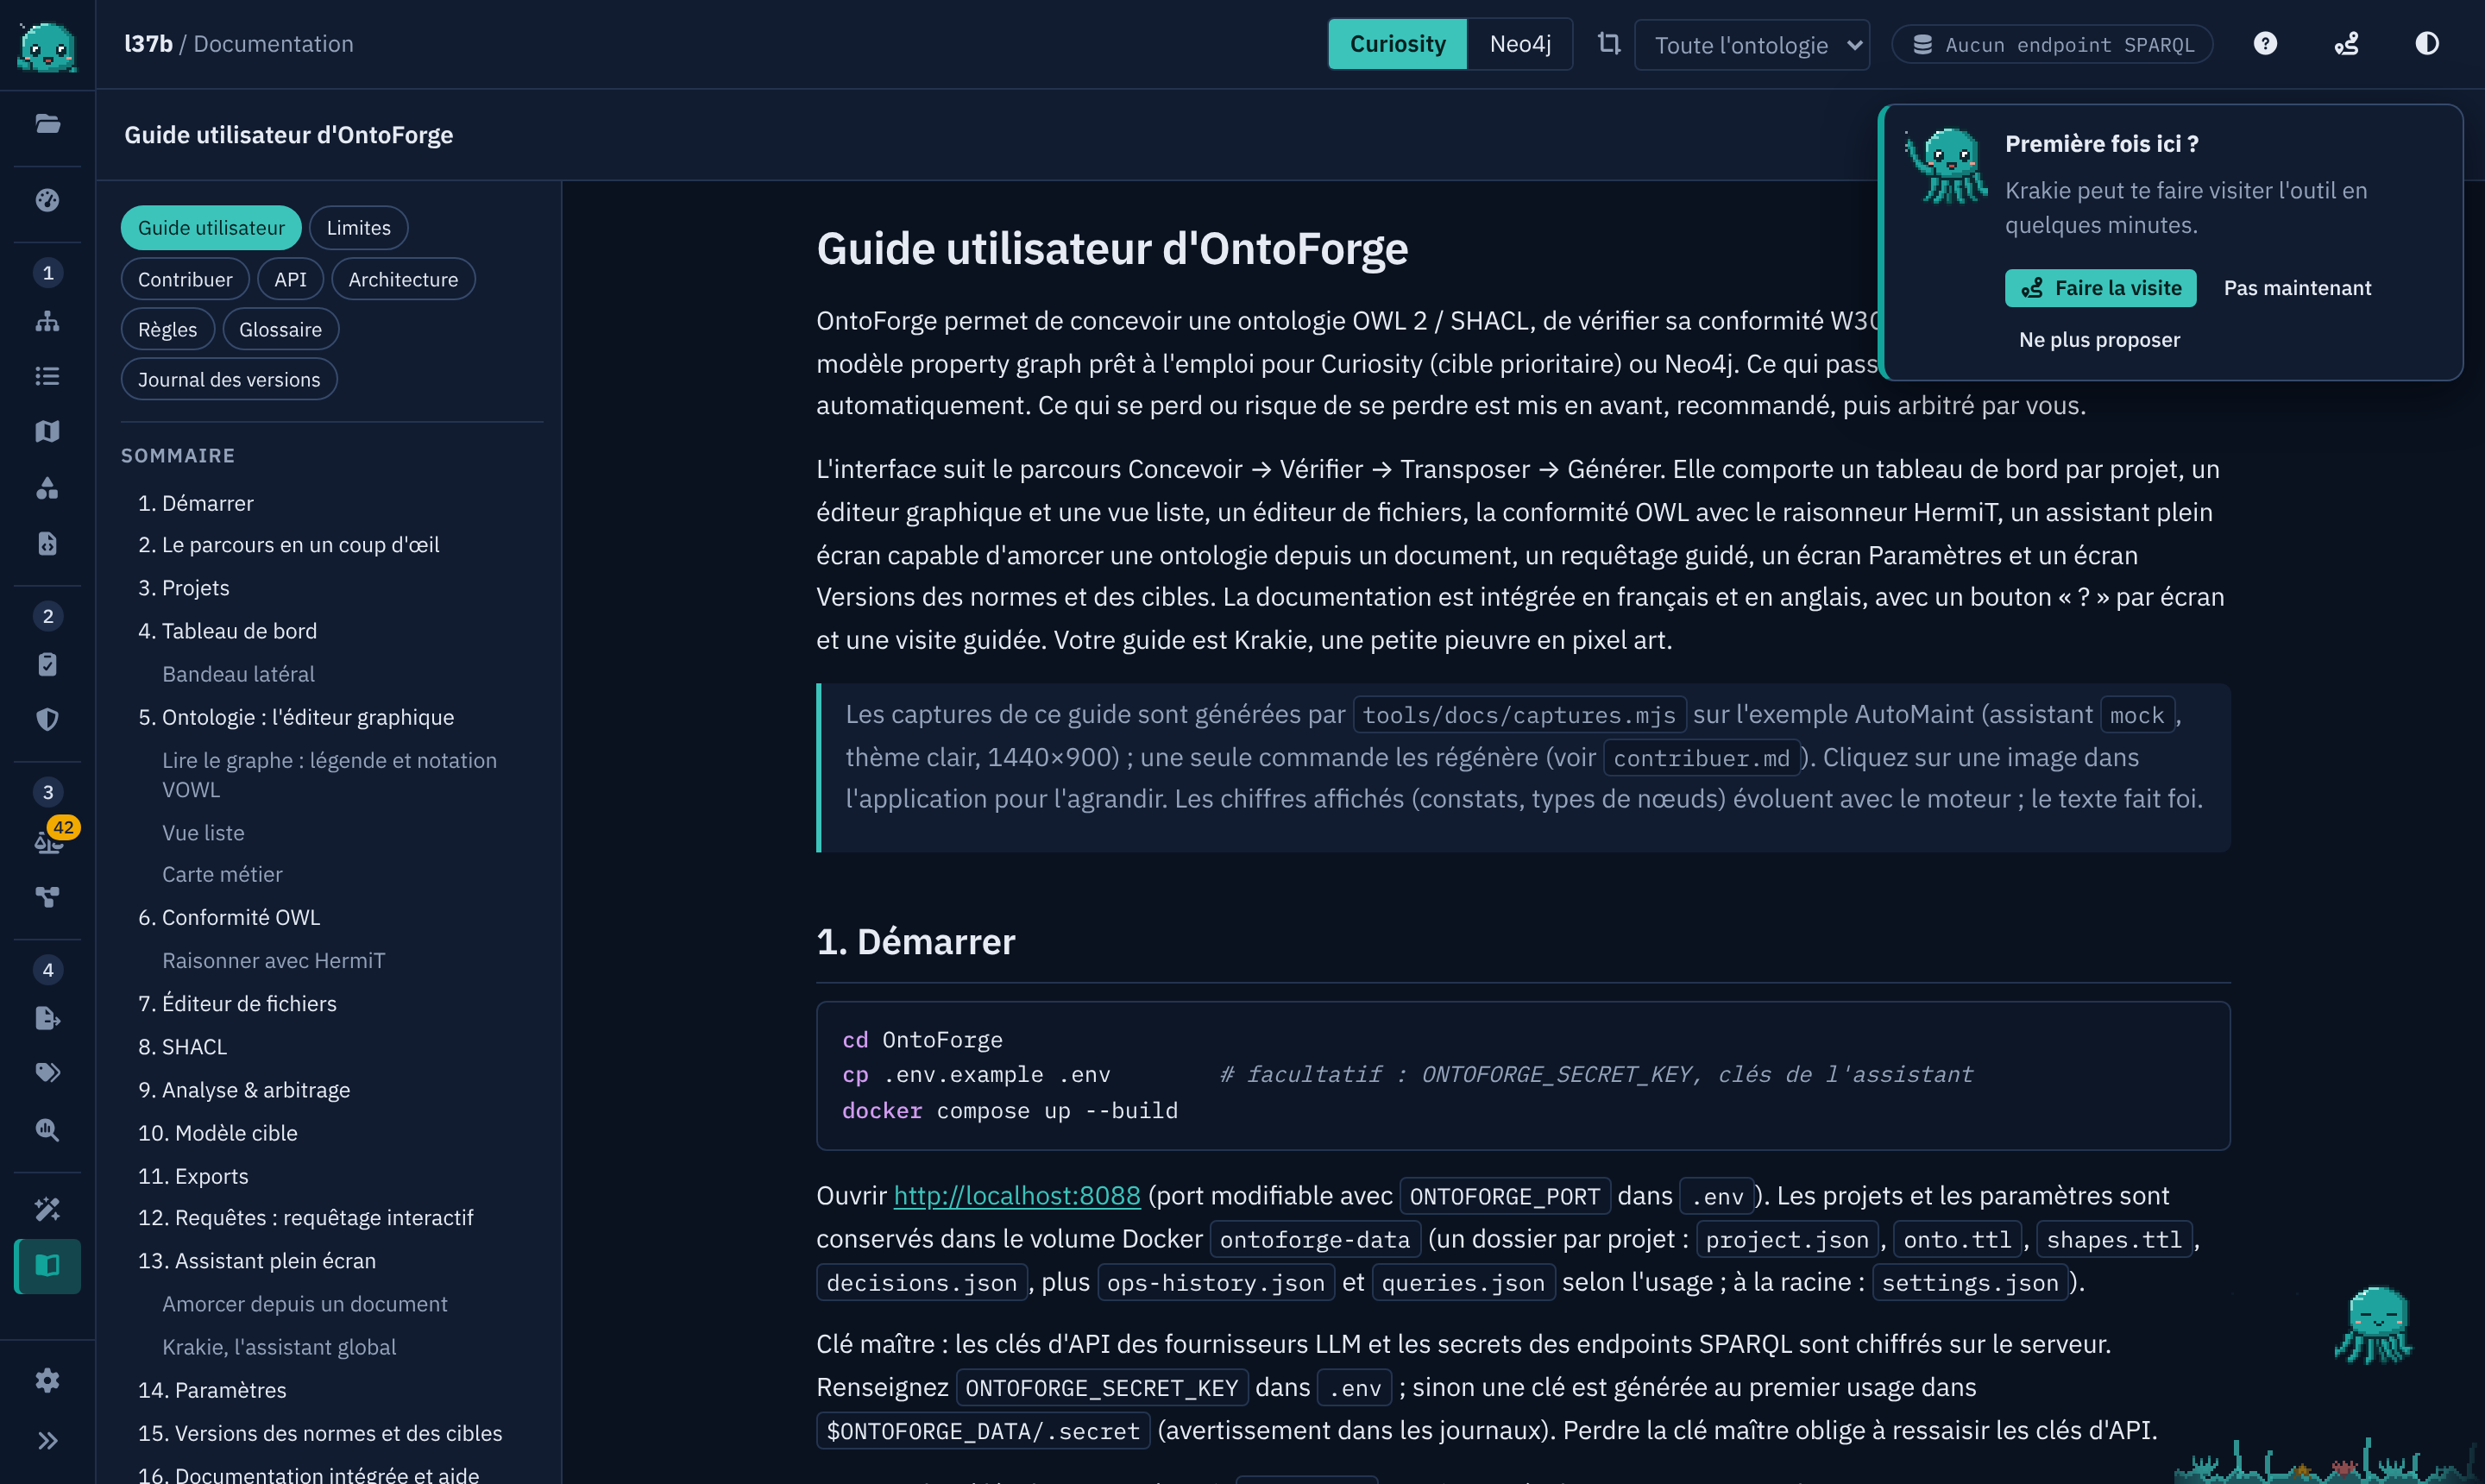 l37b / Documentation
Curiosity
Neo4j
Toute l'ontologie
Aucun endpoint SPARQL
?
Guide utilisateur d'OntoForge
Première fois ici ?
Krakie peut te faire visiter l'outil en
quelques minutes.
Faire la visite
Pas maintenant
Ne plus proposer
1
2
3
42
4
Guide utilisateur
Limites
Contribuer
API
Architecture
Règles
Glossaire
Journal des versions
SOMMAIRE
1. Démarrer
2. Le parcours en un coup d'œil
3. Projets
4. Tableau de bord
Bandeau latéral
5. Ontologie : l'éditeur graphique
Lire le graphe : légende et notation
VOWL
Vue liste
Carte métier
6. Conformité OWL
Raisonner avec HermiT
7. Éditeur de fichiers
8. SHACL
9. Analyse & arbitrage
10. Modèle cible
11. Exports
12. Requêtes : requêtage interactif
13. Assistant plein écran
Amorcer depuis un document
Krakie, l'assistant global
14. Paramètres
15. Versions des normes et des cibles
16. Documentation intégrée et aide
Guide utilisateur d'OntoForge
OntoForge permet de concevoir une ontologie OWL 2 / SHACL, de vérifier sa conformité
modèle property graph prêt à l'emploi pour Curiosity (cible prioritaire) ou Neo4j. Ce qui
automatiquement. Ce qui se perd ou risque de se perdre est mis en avant, recommandé, puis arbitré par vous.
L'interface suit le parcours Concevoir → Vérifier → Transposer → Générer. Elle comporte un tableau de bord par projet, un
éditeur graphique et une vue liste, un éditeur de fichiers, la conformité OWL avec le raisonneur HermiT, un assistant plein
écran capable d'amorcer une ontologie depuis un document, un requêtage guidé, un écran Paramètres et un écran
Versions des normes et des cibles. La documentation est intégrée en français et en anglais, avec un bouton « ? » par écran
et une visite guidée. Votre guide est Krakie, une petite pieuvre en pixel art.
Les captures de ce guide sont générées par tools/docs/captures.mjs sur l'exemple AutoMaint (assistant mock,
thème clair, 1440×900) ; une seule commande les régénère (voir contribuer.md). Cliquez sur une image dans
l'application pour l'agrandir. Les chiffres affichés (constats, types de nœuds) évoluent avec le moteur ; le texte fait foi.
1. Démarrer
cd OntoForge
cp .env.example .env # facultatif : ONTOFORGE_SECRET_KEY, clés de l'assistant
docker compose up --build
Ouvrir http://localhost:8088 (port modifiable avec ONTOFORGE_PORT dans .env). Les projets et les paramètres sont
conservés dans le volume Docker ontoforge-data (un dossier par projet : project.json, onto.ttl, shapes.ttl,
decisions.json, plus ops-history.json et queries.json selon l'usage ; à la racine : settings.json).
Clé maître : les clés d'API des fournisseurs LLM et les secrets des endpoints SPARQL sont chiffrés sur le serveur.
Renseignez ONTOFORGE_SECRET_KEY dans .env ; sinon une clé est générée au premier usage dans
$ONTOFORGE_DATA/.secret (avertissement dans les journaux). Perdre la clé maître oblige à ressaisir les clés d'API.